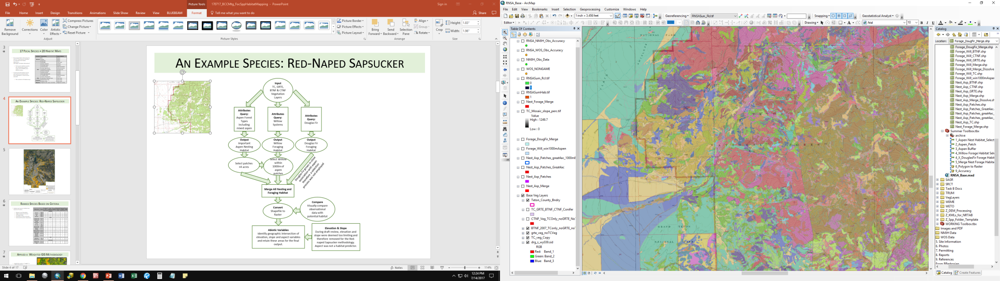 170717_BCCMtg_FocSppHabitatMapping - PowerPoint
Picture Tools
Sign in
File
Home
Insert
Design
Transitions
Animations
Slide Show
Review
View
BLUEBEAM
Format
Tell me what you want to do
Share
Remove Background
Corrections
Color
Artistic Effects
Compress Pictures
Change Picture
Reset Picture
Picture Border
Picture Effects
Picture Layout
Bring Forward
Send Backward
Selection Pane
Align
Group
Rotate
Crop
Height: 1.83"
Width: 1.96"
Adjust
Picture Styles
Arrange
Size
3
17 Focal Species = 20 Habitat Maps
4
An Example Species: Red-Naped Sapsucker
5
6
Ranked Species Based on Criteria
7
Applied a Weighted GIS Methodology
An Example Species: Red-Naped Sapsucker
Input
TC, GRTE,
BTNF & CTNF
Vegetation
Layers
Attributes
Query:
Aspen Forest
Types
including
mixed aspen
Attributes
Query:
Willow
Systems
Attributes
Query:
Douglas Fir
Output
Important
Aspen Nesting
Habitat
Output
Willow
Foraging
Habitat
Output
Douglas Fir
Foraging
Habitat
Select patches
>4 acres
Select Willow
within
1000m of
aspen
patches
Douglas Fir grows in close
association with aspen
therefore a selection
process was not employed
Merge All Nesting and
Foraging Habitat
Convert
Shapefile to
Raster
Compare
Visually compare
observational
data with
potential habitat
Abiotic Variables
Identify geographic intersection of
elevation, slope and aspect variables
and retain these areas for the final
output.
Elevation & Slope
During draft review, elevation and
slope were deemed too limiting and
therefore removed for the Red-
naped Sapsucker methodology.
Aspect was not a habitat predictor.
Slide 4 of 17
Notes
114%
12:24 PM
7/14/2017
RNSA_Base - ArcMap
File Edit View Bookmarks Insert Selection Geoprocessing Customize Windows Help
1 inch = 3,456 feet
Georeferencing
RNSASum_Rcl.tif
Snapping
Geostatistical Analyst
Editor
Drawing
Arial
10
B I U
Table Of Contents
RNSA_NMJH_Obs_Accuracy
RNSA_WOS_Obs_Accuracy
NMJH_Obs_Data
WOS_NONGAME
RNSASum_Rcl.tif
0
1
RNSASumHab.tif
1
Nest_Forage_Merge
TC_Mosaic_slope_perc.tif
Value
High : 1249.7
Low : 0
Forage_DougFir_Merge
Forage_Will_win1000mAspen
Nest_Asp_Patches_great4ac_1000mB
Nest_Asp_Patches_Great4ac
Nest_Asp_Patches
Nest_Asp_Merge
Base Veg Layers
Teton_County_Bndry
TC_GRTE_BTNF_CTNF_Conifer
CTNF_Veg_TCOnly_noGRTE_NoT
BTNF_2007_TConly_noGRTE_noT
grte_veg_noTCVeg
TC_veg_Copy
drg_s_wy039.sid
RGB
Red: Band_1
Green: Band_2
Blue: Band_3
NATIONAL PARK
NATIONAL FOREST
GRAND TETON
NATIONAL PARK
Catalog
Location: Forage_DougFir_Merge.shp
Forage_DougFir_Merge.shp
Forage_Will_BTNF.shp
Forage_Will_CTNF.shp
Forage_Will_GRTE.shp
Forage_Will_Merge.shp
Forage_Will_Merge_Dissolve
Forage_Will_TC.shp
Forage_Will_win1000mAsper
Nest_Asp_BTNF.shp
Nest_Asp_CTNF.shp
Nest_Asp_GRTE.shp
Nest_Asp_Merge.shp
Nest_Asp_Merge_Dissolve.sh
Nest_Asp_Patches.shp
Nest_Asp_Patches_Great4ac.
Nest_Asp_Patches_great4ac_
Nest_Asp_Patches_great4ac_
Nest_Asp_TC.shp
Nest_Forage_Merge.shp
Summer Toolbox.tbx
archive
1_Aspen Nest Habitat_Select
2_Aspen_Patch
3_Aspen Buffer
4_Willow Forage Habitat Sele
4_X_DouglasFir Forage Habit
5_Merge Nest Forage Habita
6_Polygon to Raster
9_Accuracy
RNSA_Base.mxd
SAGR
SRCT
Task B Docs
TRUM
VegLayers
WEME
WETO
Z_DEM_Processing
Z_KMLs_for_NRTAB
Z_Spp_Folder_Template
WORKING Toolbox.tbx
Images and PDF
NMJH Data
WOS Data
5. Site Information
6. Photos
7. Permitting
8. Reports
9. References
From BBedrosian
Catalog
Create Features